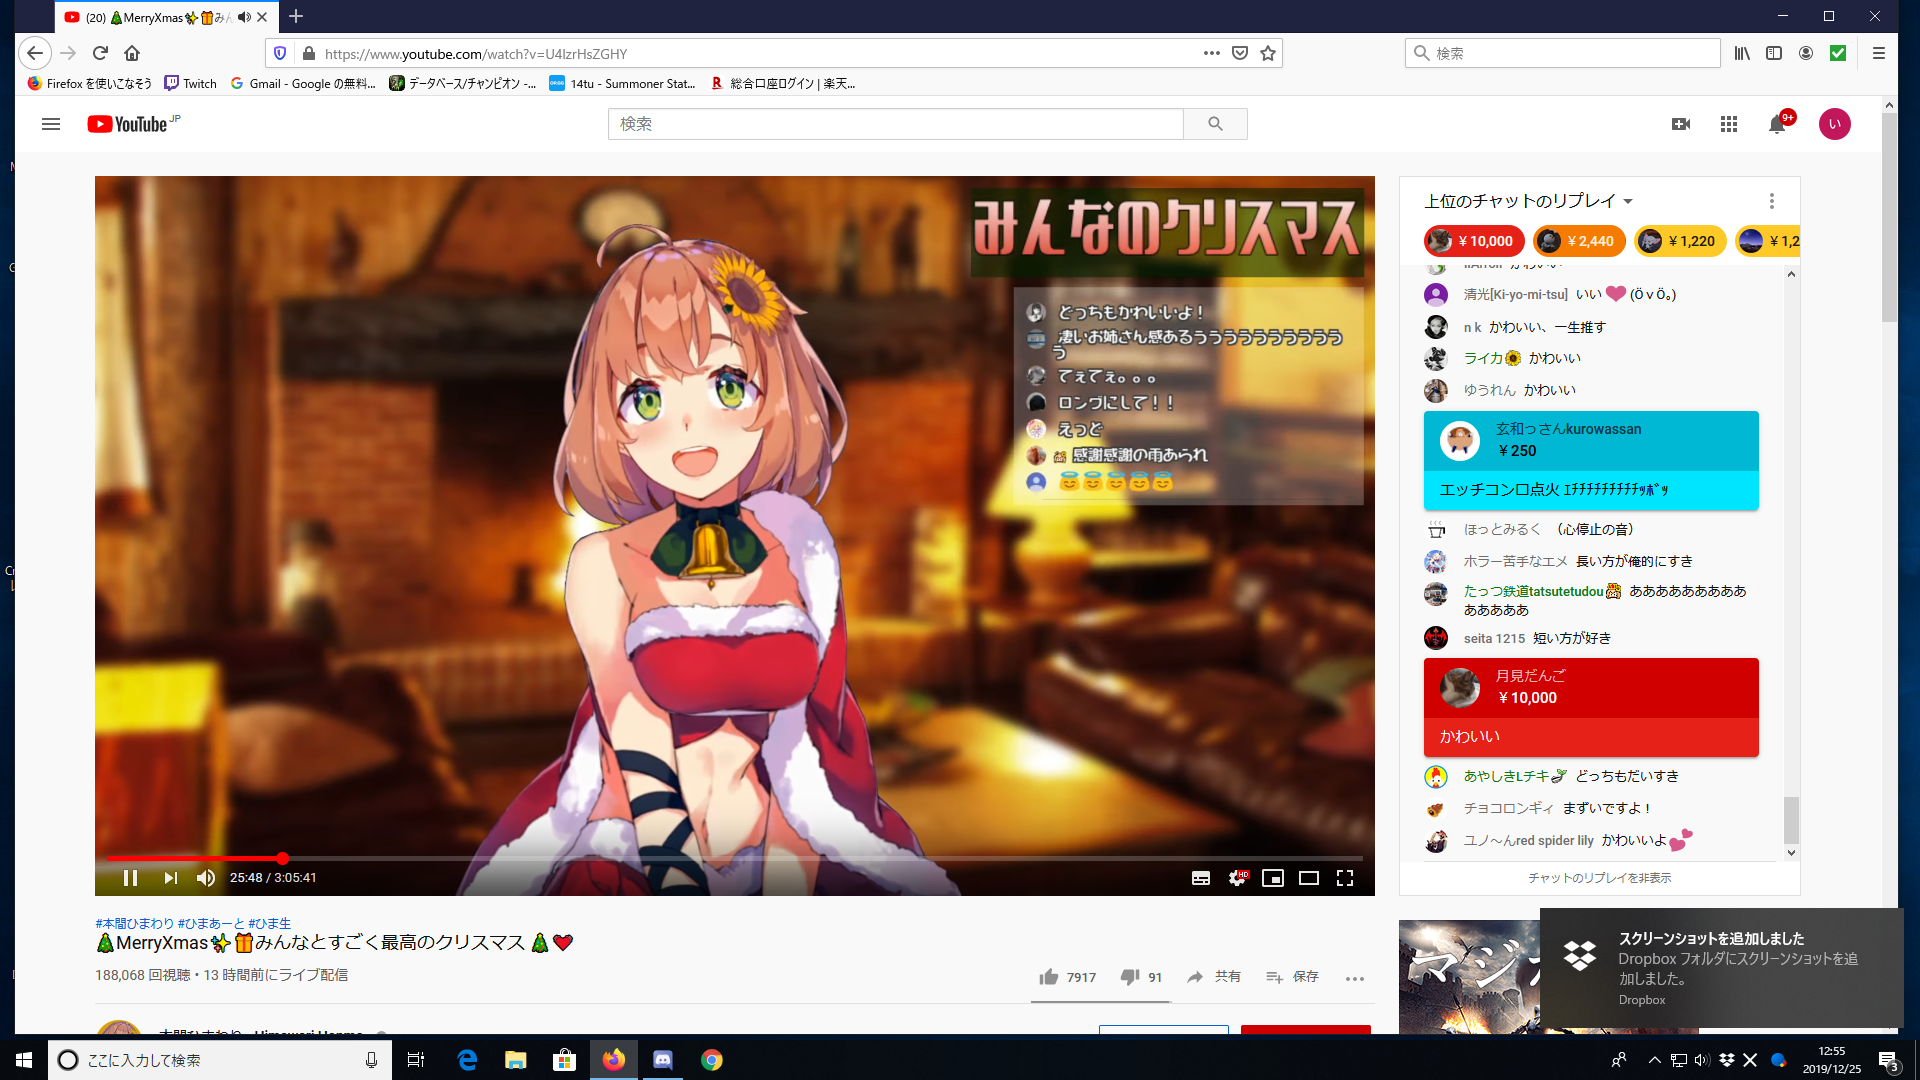 (20) 🎄MerryXmas✨🎁みん
https://www.youtube.com/watch?v=U4IzrHsZGHY
検索
Firefox を使いこなそう
Twitch
Gmail - Google の無料...
データベース/チャンピオン -...
14tu - Summoner Stat...
総合口座ログイン | 楽天...
YouTube JP
検索
9+
い
みんなのクリスマス
どっちもかわいいよ！
凄いお姉さん感あるううううううううううう
う
てぇてぇ。。。
ロングにして！！
えっど
感謝感謝の雨あられ
😇😇😇😇😇
25:48 / 3:05:41
HD
#本間ひまわり #ひまあーと #ひま生
🎄MerryXmas✨🎁みんなとすごく最高のクリスマス🎄❤
188,068 回視聴・13 時間前にライブ配信
7917
91
共有
保存
上位のチャットのリプレイ
¥10,000
¥2,440
¥1,220
¥1,2
清光[Ki-yo-mi-tsu] いい💗(ӦｖӦ｡)
n k かわいい、一生推す
ライカ🌻 かわいい
ゆうれん かわいい
玄和っさんkurowassan
¥250
エッチコンロ点火 ｴﾁﾁﾁﾁﾁﾁﾁﾁﾁｯﾎﾞｯ
ほっとみるく （心停止の音）
ホラー苦手なエメ 長い方が俺的にすき
たっつ鉄道tatsutetudou ああああああああああ
あああああ
seita 1215 短い方が好き
月見だんご
¥10,000
かわいい
あやしきLチキ どっちもだいすき
チョコロンギィ まずいですよ！
ユノ～んred spider lily かわいいよ💕
チャットのリプレイを非表示
スクリーンショットを追加しました
Dropbox フォルダにスクリーンショットを追
加しました。
Dropbox
ここに入力して検索
12:55
2019/12/25
3